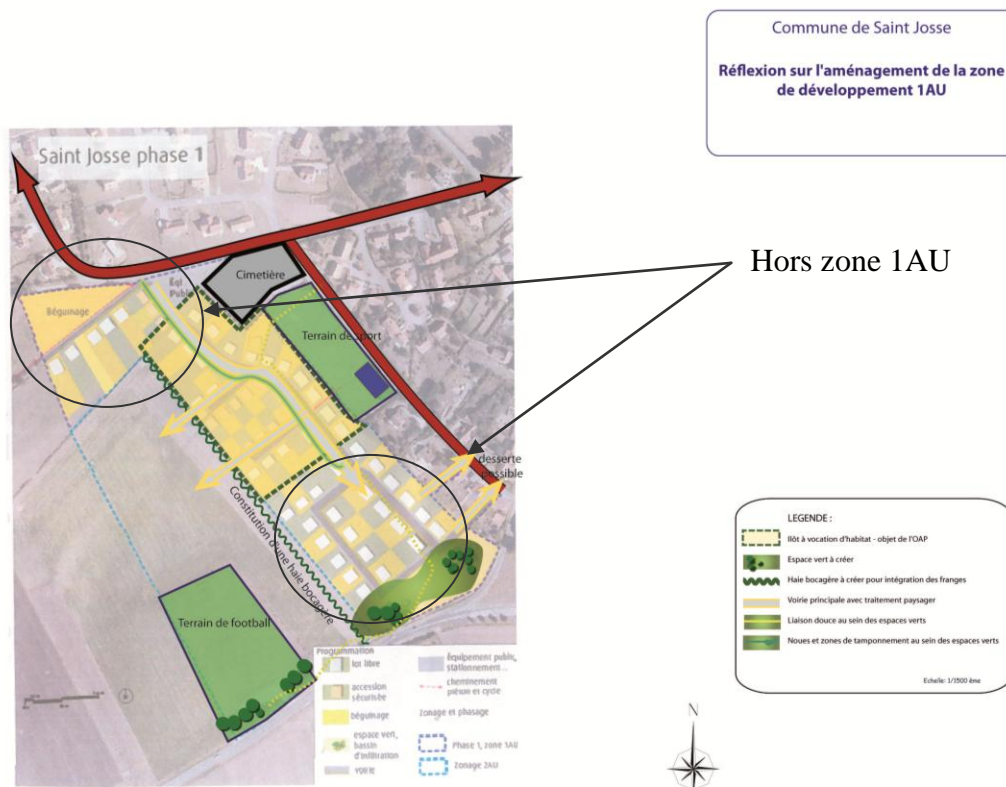 Commune de Saint Josse
Réflexion sur l'aménagement de la zone
de développement 1AU
Saint Josse phase 1
Hors zone 1AU
Cimetière
Eqt
Public
Béguinage
Terrain de sport
desserte
possible
Constitution d'une haie bocagère
Terrain de football
LEGENDE :
Ilôt à vocation d'habitat - objet de l'OAP
Espace vert à créer
Haie bocagère à créer pour intégration des franges
Voirie principale avec traitement paysager
Liaison douce au sein des espaces verts
Noues et zones de tamponnement au sein des espaces verts
Echelle: 1/1500 ème
Programmation
lot libre
accession
sécurisée
béguinage
espace vert,
bassin
d'infiltration
voirie
équipement public,
stationnement ...
cheminement
piéton et cycle
Zonage et phasage
Phase 1, zone 1AU
Zonage 2AU
N